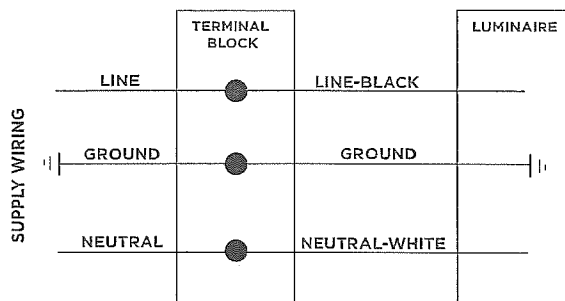 TERMINAL
BLOCK
LUMINAIRE
SUPPLY WIRING
LINE
LINE-BLACK
GROUND
GROUND
NEUTRAL
NEUTRAL-WHITE